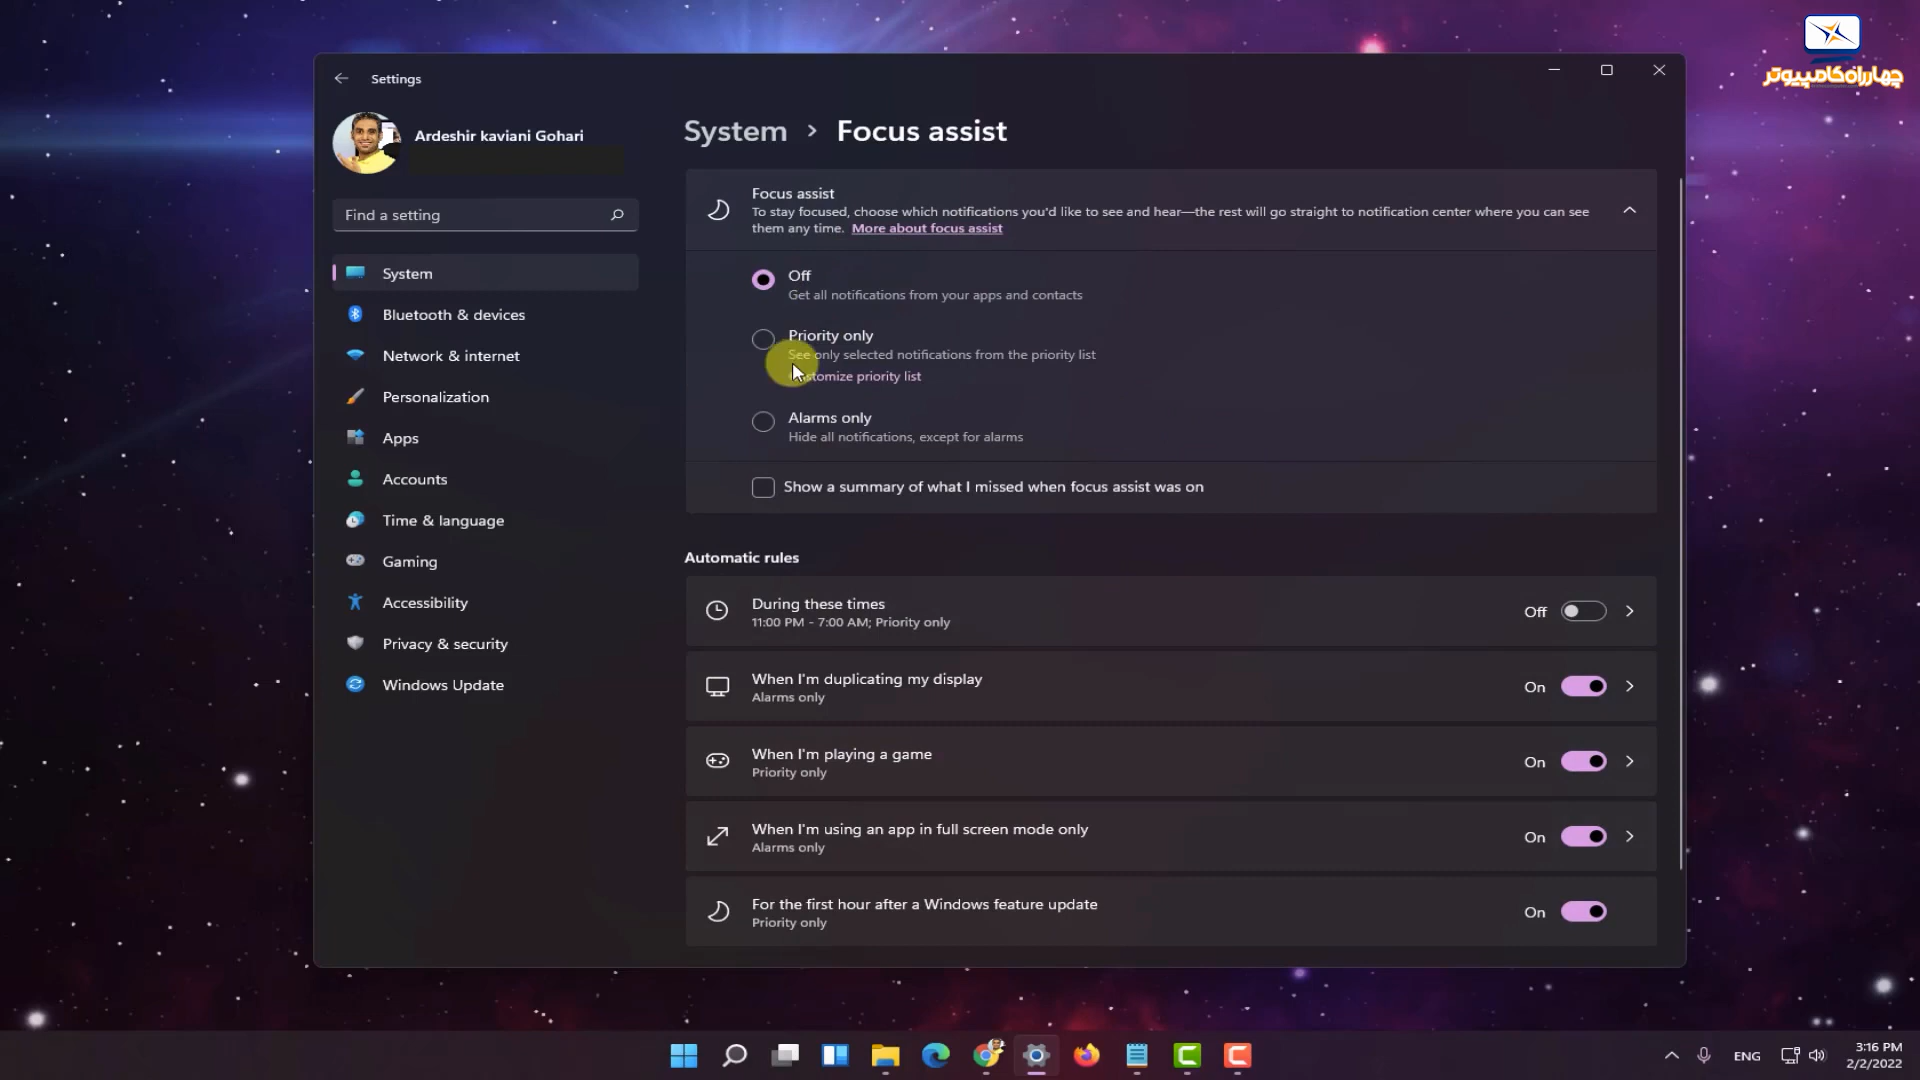 چهارراه کامپیوتر
Settings
Ardeshir kaviani Gohari
Find a setting
System
Bluetooth & devices
Network & internet
Personalization
Apps
Accounts
Time & language
Gaming
Accessibility
Privacy & security
Windows Update
System > Focus assist
Focus assist
To stay focused, choose which notifications you'd like to see and hear—the rest will go straight to notification center where you can see
them any time. More about focus assist
Off
Get all notifications from your apps and contacts
Priority only
See only selected notifications from the priority list
Customize priority list
Alarms only
Hide all notifications, except for alarms
Show a summary of what I missed when focus assist was on
Automatic rules
During these times
11:00 PM - 7:00 AM; Priority only
Off
When I'm duplicating my display
Alarms only
On
When I'm playing a game
Priority only
On
When I'm using an app in full screen mode only
Alarms only
On
For the first hour after a Windows feature update
Priority only
On
ENG
3:16 PM
2/2/2022